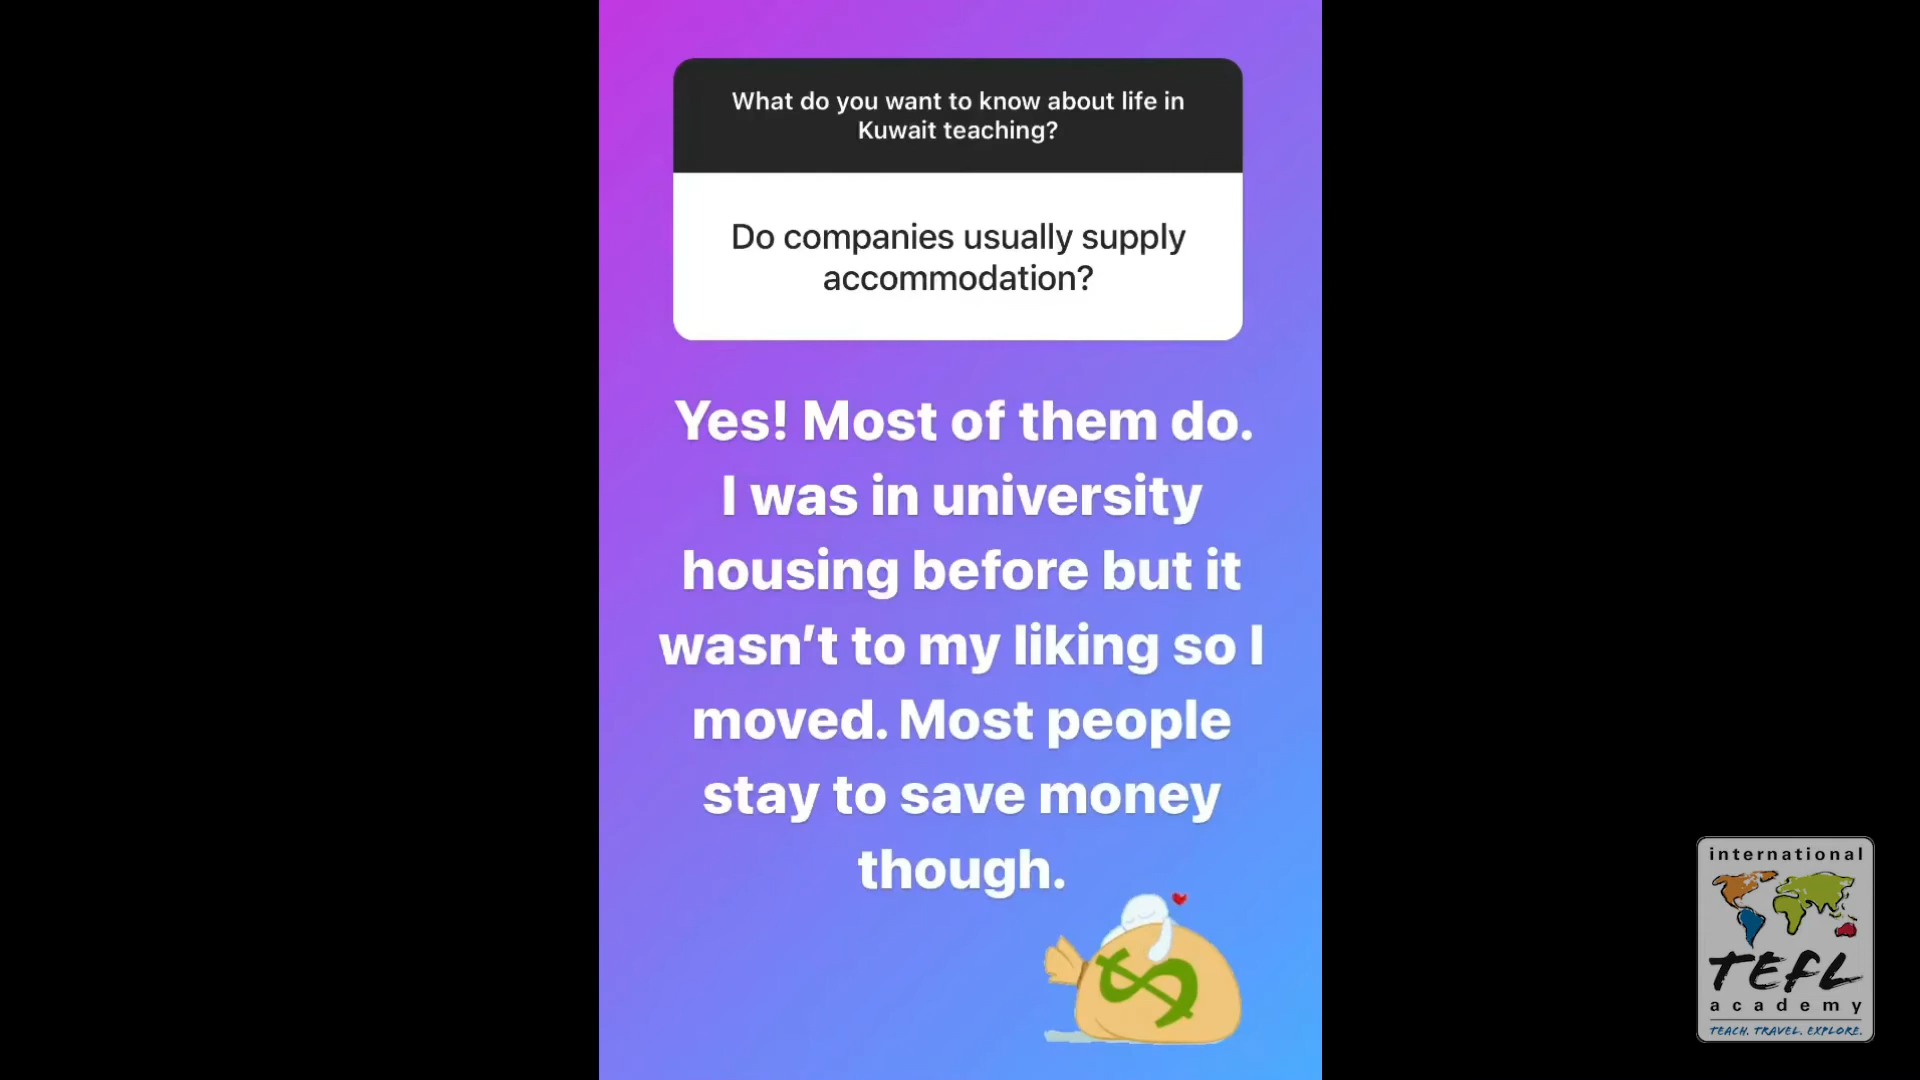 What do you want to know about life in
Kuwait teaching?
Do companies usually supply
accommodation?
Yes! Most of them do.
I was in university
housing before but it
wasn't to my liking so I
moved. Most people
stay to save money
though.
$
international
TEFL
academy
TEACH. TRAVEL. EXPLORE.